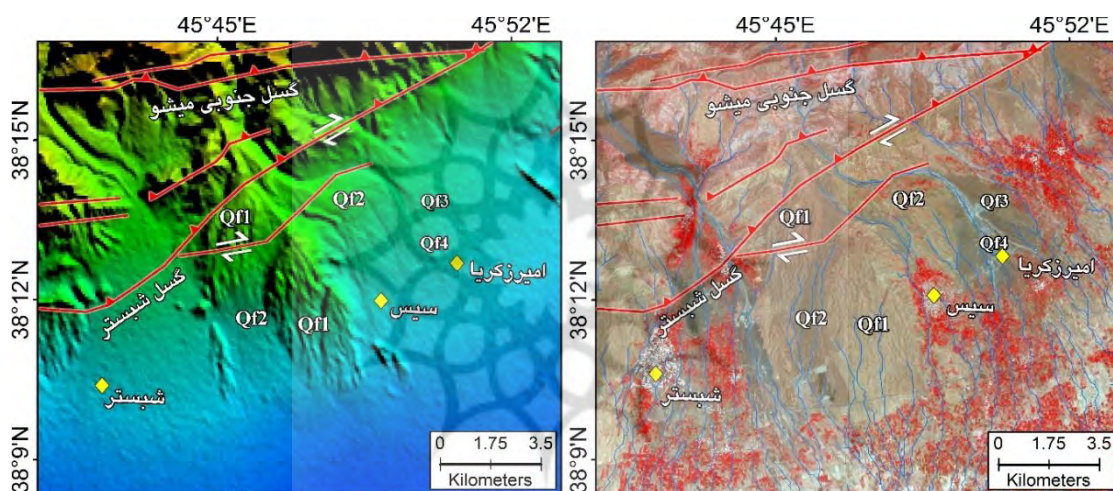 45°45'E
45°52'E
38°15'N
38°12'N
38°9'N
گسل جنوبی میشو
گسل شبستر
Qf1
Qf2
Qf3
Qf4
Qf2
Qf1
امیرزکریا
سیس
شبستر
0 1.75 3.5
Kilometers
45°45'E
45°52'E
38°15'N
38°12'N
38°9'N
گسل جنوبی میشو
گسل شبستر
Qf1
Qf2
Qf3
Qf4
Qf2
Qf1
امیرزکریا
سیس
شبستر
0 1.75 3.5
Kilometers